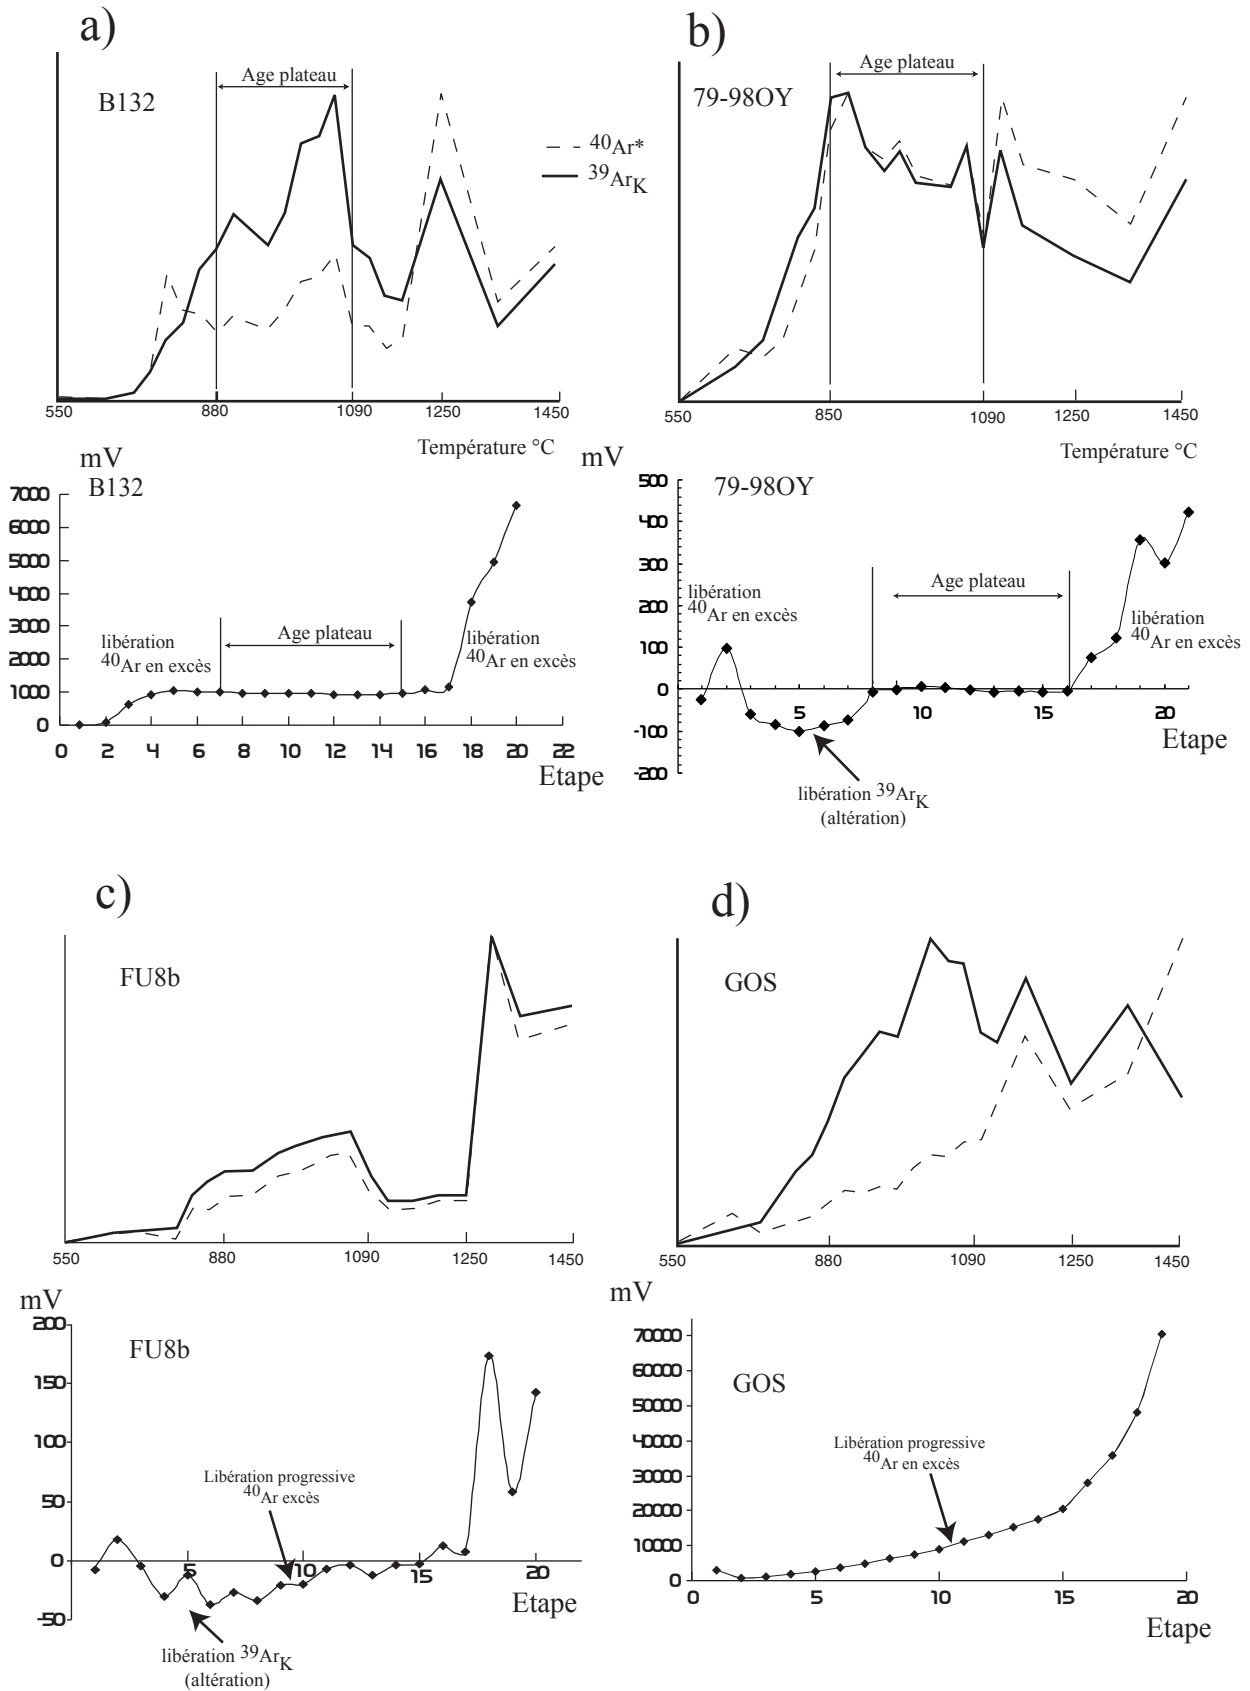 a)
B132
Age plateau
40Ar*
39ArK
550 880 1090 1250 1450
Température °C
b)
79-98OY
Age plateau
550 850 1090 1250 1450
Température °C
mV
B132
7000
6000
5000
4000
3000
2000
1000
0
libération
40Ar en excès
Age plateau
libération
40Ar en excès
0 2 4 6 8 10 12 14 16 18 20 22
Etape
mV
79-98OY
500
400
300
200
100
0
-100
-200
libération
40Ar en excès
Age plateau
libération
40Ar en excès
5 10 15 20
Etape
libération 39ArK
(altération)
c)
FU8b
550 880 1090 1250 1450
d)
GOS
550 880 1090 1250 1450
mV
FU8b
200
150
100
50
0
-50
Libération progressive
40Ar excès
5 10 15 20
Etape
libération 39ArK
(altération)
mV
GOS
70000
60000
50000
40000
30000
20000
10000
0
Libération progressive
40Ar en excès
0 5 10 15 20
Etape